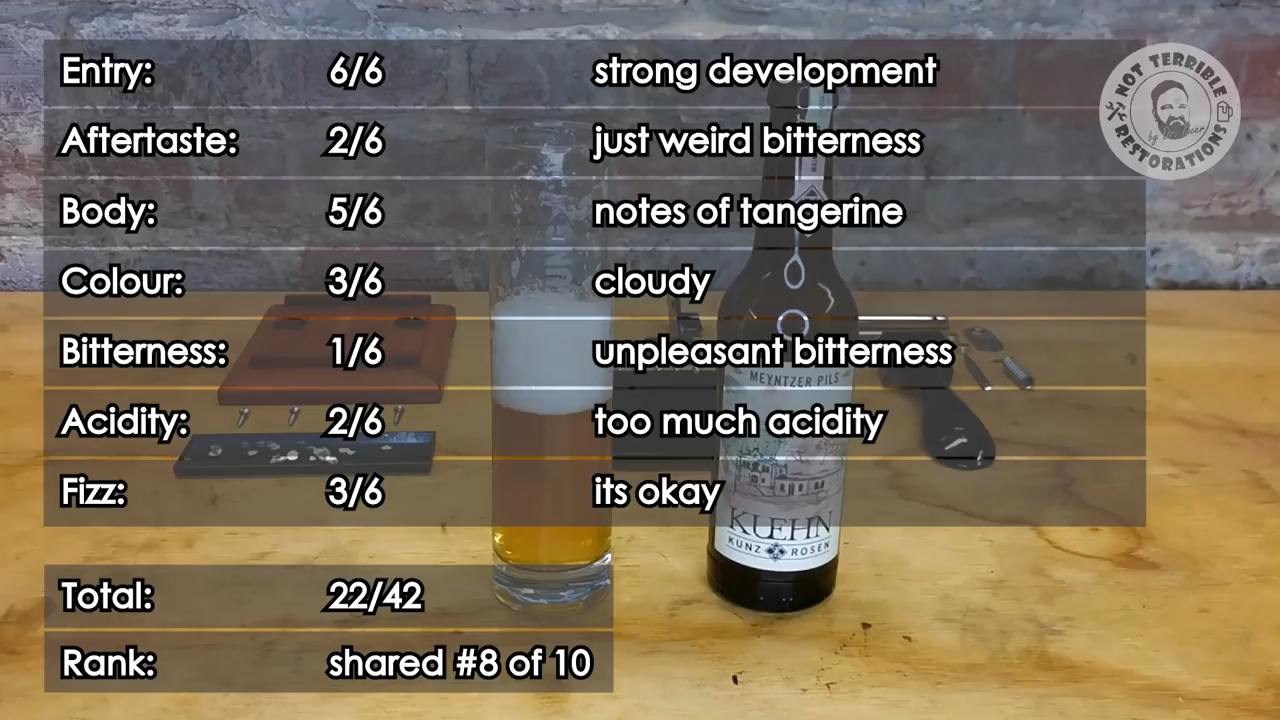 Entry: 6/6 strong development
Aftertaste: 2/6 just weird bitterness
Body: 5/6 notes of tangerine
Colour: 3/6 cloudy
Bitterness: 1/6 unpleasant bitterness
Acidity: 2/6 too much acidity
Fizz: 3/6 its okay
Total: 22/42
Rank: shared #8 of 10
NOT TERRIBLE
RESTORATIONS
MEYNTZER PILS
KUEHN
KUNZ ROSEN